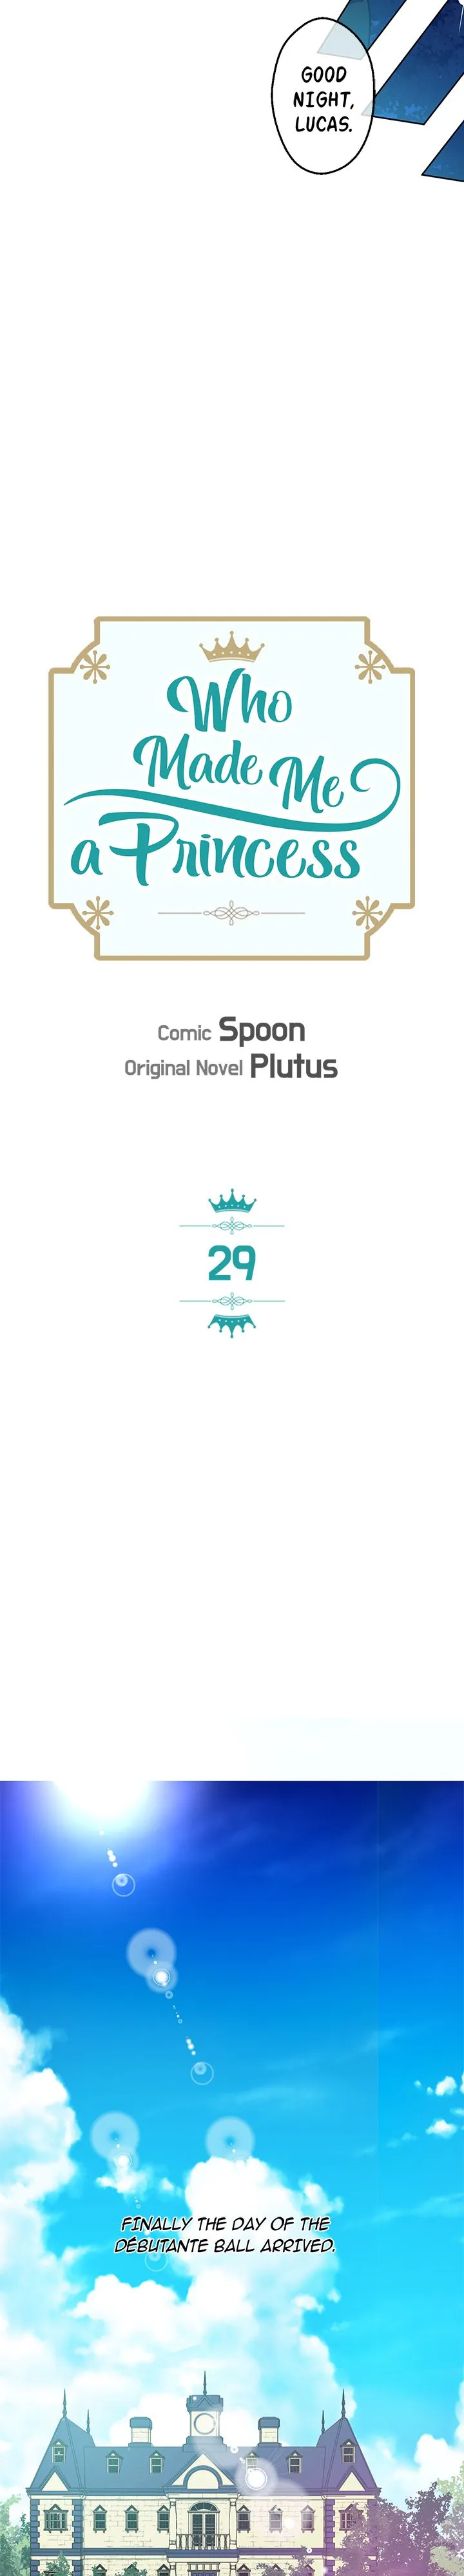 GOOD
NIGHT,
LUCAS.
Who
Made Me
a Princess
Comic Spoon
Original Novel Plutus
29
FINALLY THE DAY OF THE
DÉBUTANTE BALL ARRIVED.